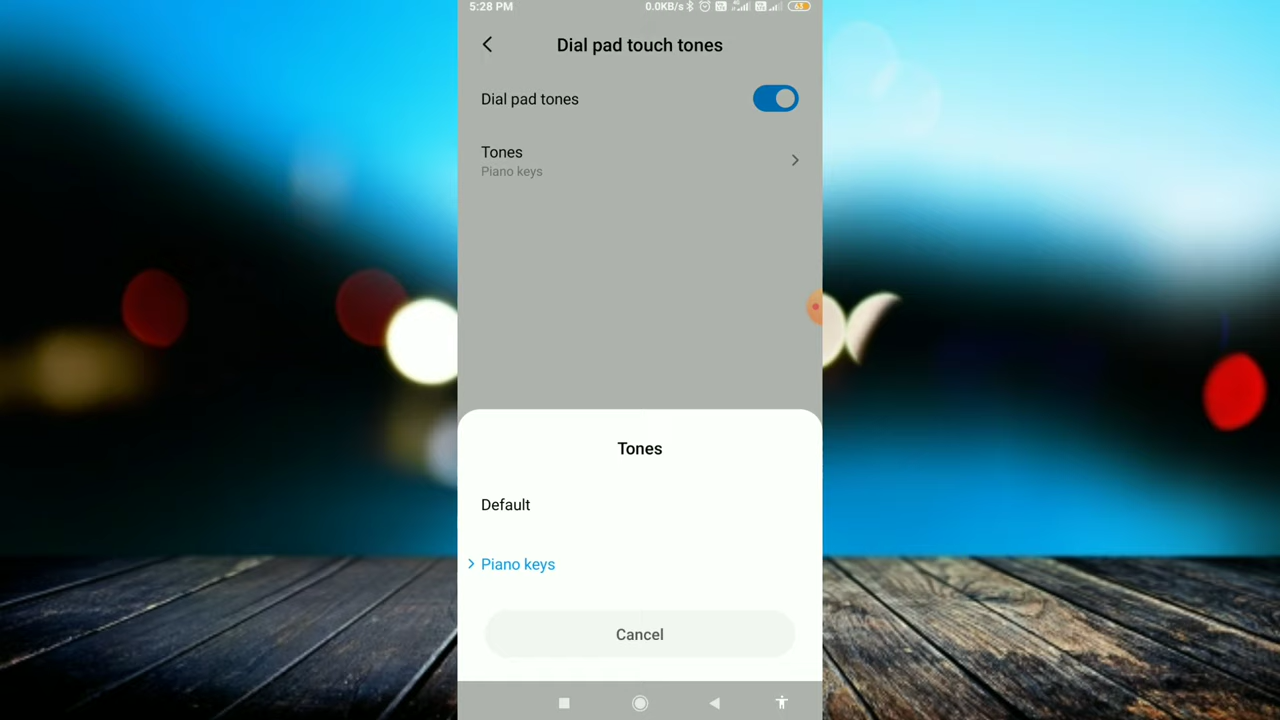 5:28 PM 0.0KB/s 63
Dial pad touch tones
Dial pad tones
Tones
Piano keys
Tones
Default
Piano keys
Cancel